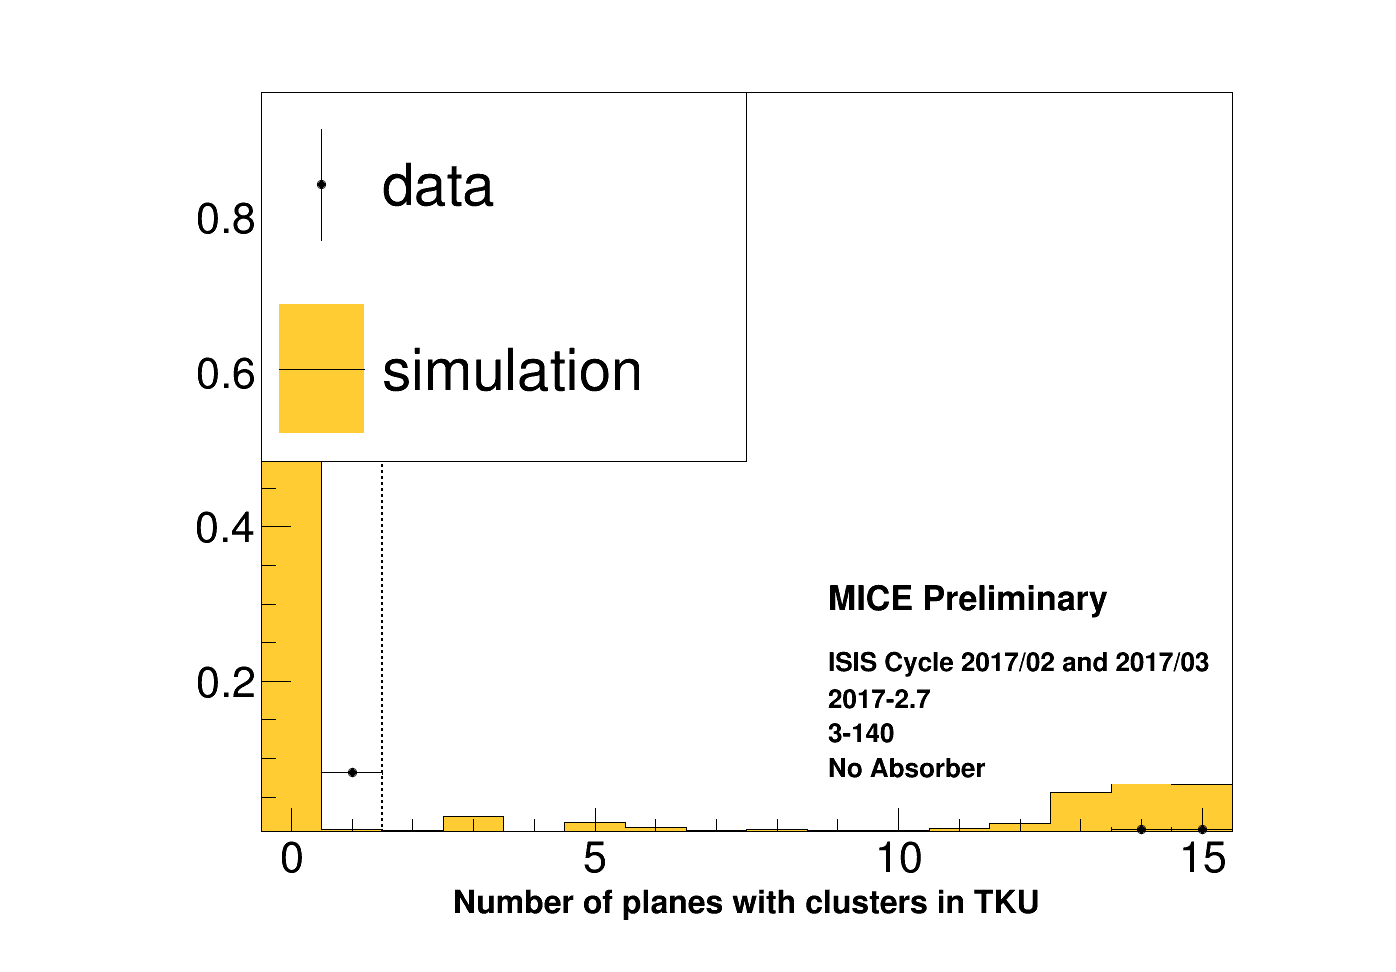 data
simulation
0.8
0.6
0.4
0.2
MICE Preliminary
ISIS Cycle 2017/02 and 2017/03
2017-2.7
3-140
No Absorber
0 5 10 15
Number of planes with clusters in TKU